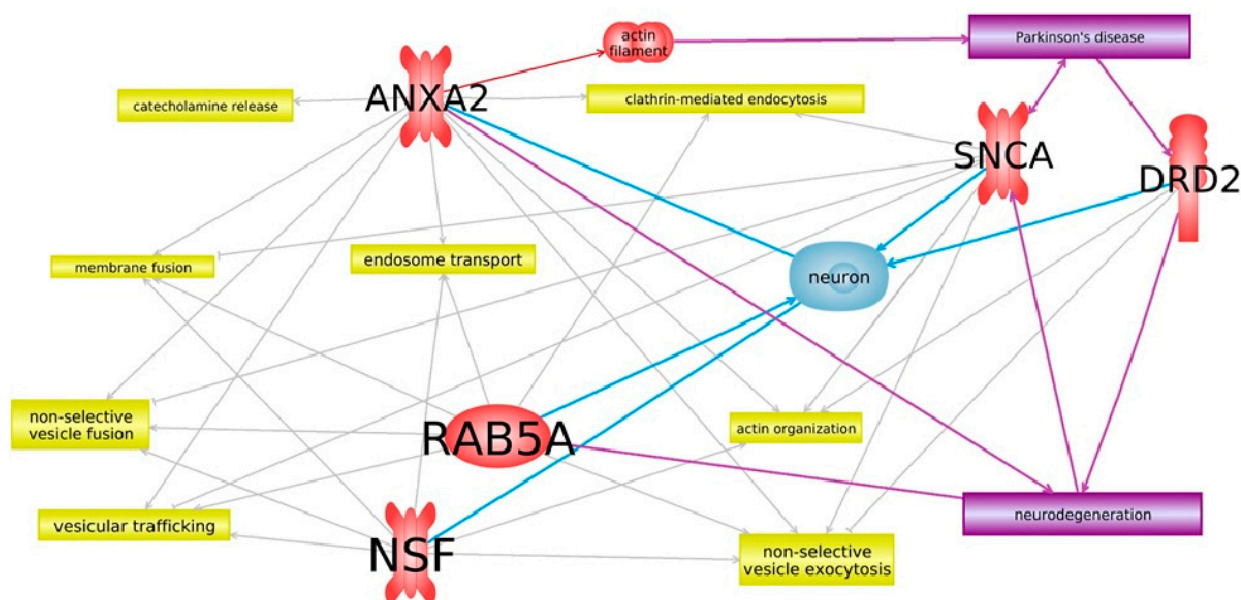 actin
filament
Parkinson's disease
catecholamine release
ANXA2
clathrin-mediated endocytosis
SNCA
DRD2
membrane fusion
endosome transport
neuron
non-selective
vesicle fusion
RAB5A
actin organization
vesicular trafficking
NSF
neurodegeneration
non-selective
vesicle exocytosis